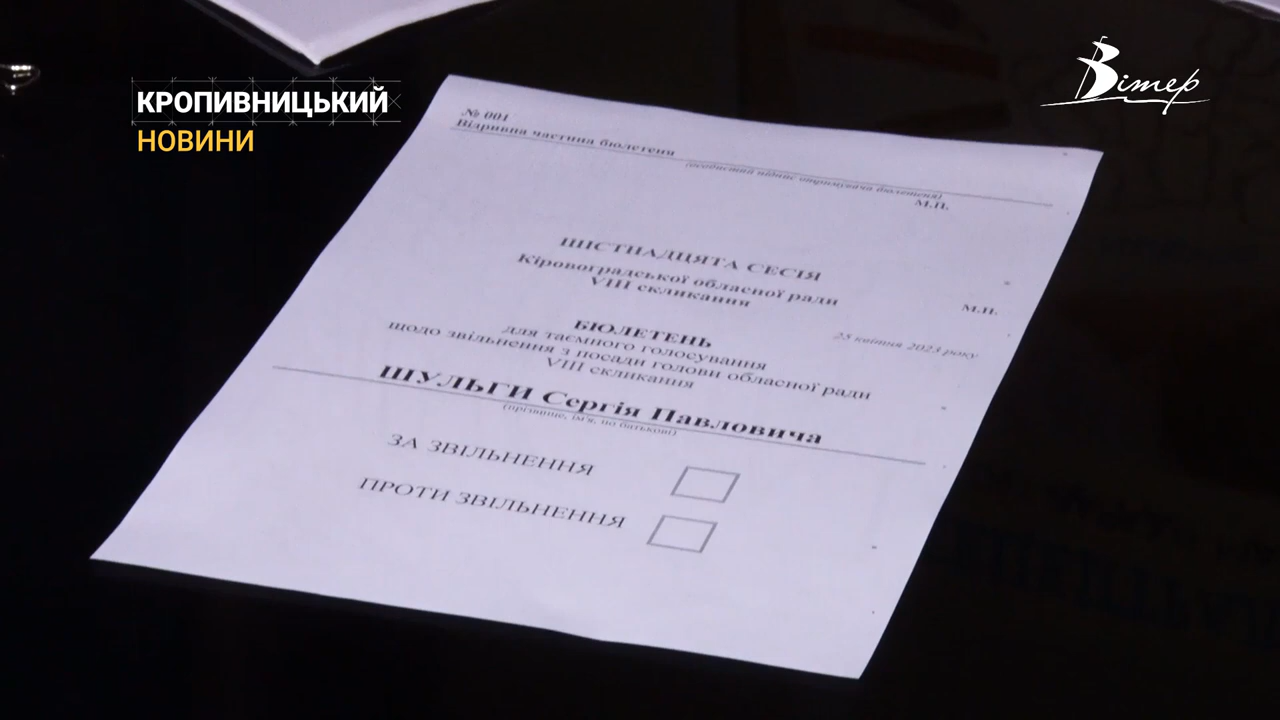 КРОПИВНИЦЬКИЙ
НОВИНИ
Вітер
№ 001
Відривна частина бюлетеня
(особистий підпис отримувача бюлетеня)
М.П.
ШІСТНАДЦЯТА СЕСІЯ
Кіровоградської обласної ради
VIII скликання
М.П.
БЮЛЕТЕНЬ
25 квітня 2023 року
для таємного голосування
щодо звільнення з посади голови обласної ради
VIII скликання
ШУЛЬГИ Сергія Павловича
(прізвище, ім'я, по батькові)
ЗА ЗВІЛЬНЕННЯ
ПРОТИ ЗВІЛЬНЕННЯ